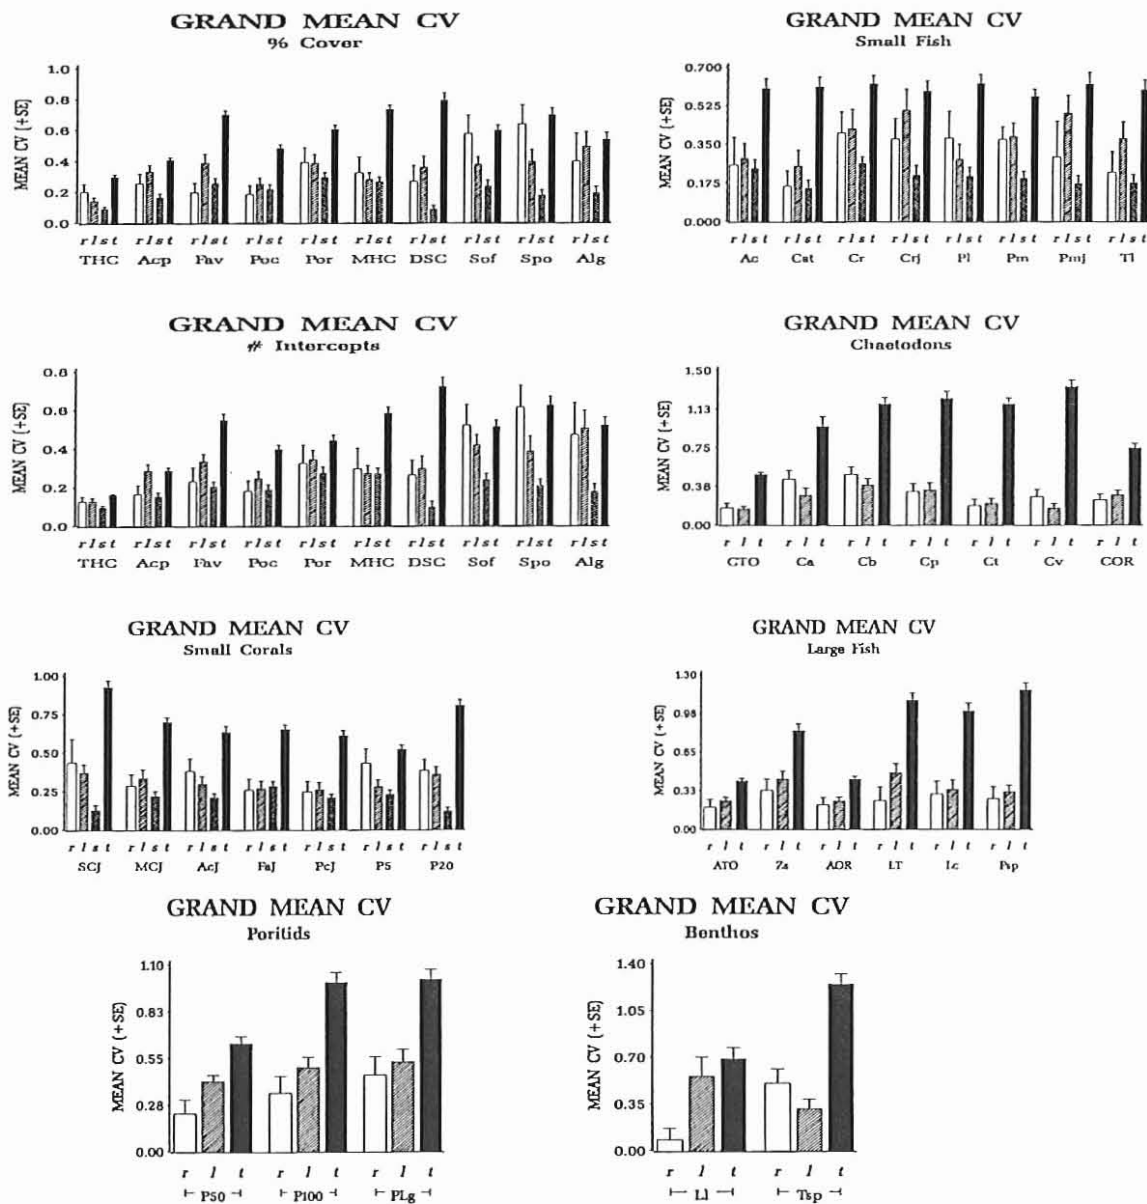 GRAND MEAN CV
% Cover
MEAN CV (+SE)
1.0
0.8
0.6
0.4
0.2
0.0
r l s t r l s t r l s t r l s t r l s t r l s t r l s t r l s t r l s t r l s t
THC Acp Fav Poc Por MHC DSC Sof Spo Alg
GRAND MEAN CV
Small Fish
MEAN CV (+SE)
0.700
0.525
0.350
0.175
0.000
r l s t r l s t r l s t r l s t r l s t r l s t r l s t r l s t
Ac Cst Cr Crj Pl Pm Pmj Tl
GRAND MEAN CV
# Intercepts
MEAN CV (+SE)
0.8
0.6
0.4
0.2
0.0
r l s t r l s t r l s t r l s t r l s t r l s t r l s t r l s t r l s t r l s t
THC Acp Fav Poc Por MHC DSC Sof Spo Alg
GRAND MEAN CV
Chaetodons
MEAN CV (+SE)
1.50
1.13
0.75
0.38
0.00
r l t r l t r l t r l t r l t r l t r l t
CTO Ca Cb Cp Ct Cv COR
GRAND MEAN CV
Small Corals
MEAN CV (+SE)
1.00
0.75
0.50
0.25
0.00
r l s t r l s t r l s t r l s t r l s t r l s t r l s t
SCJ MCJ AcJ FaJ PcJ P5 P20
GRAND MEAN CV
Large Fish
MEAN CV (+SE)
1.30
0.98
0.65
0.33
0.00
r l t r l t r l t r l t r l t r l t
ATO Zs AOR LT Lc Psp
GRAND MEAN CV
Poritids
MEAN CV (+SE)
1.10
0.83
0.55
0.28
0.00
r l t r l t r l t
P50 P100 PLg
GRAND MEAN CV
Benthos
MEAN CV (+SE)
1.40
1.05
0.70
0.35
0.00
r l t r l t
Ll Tsp